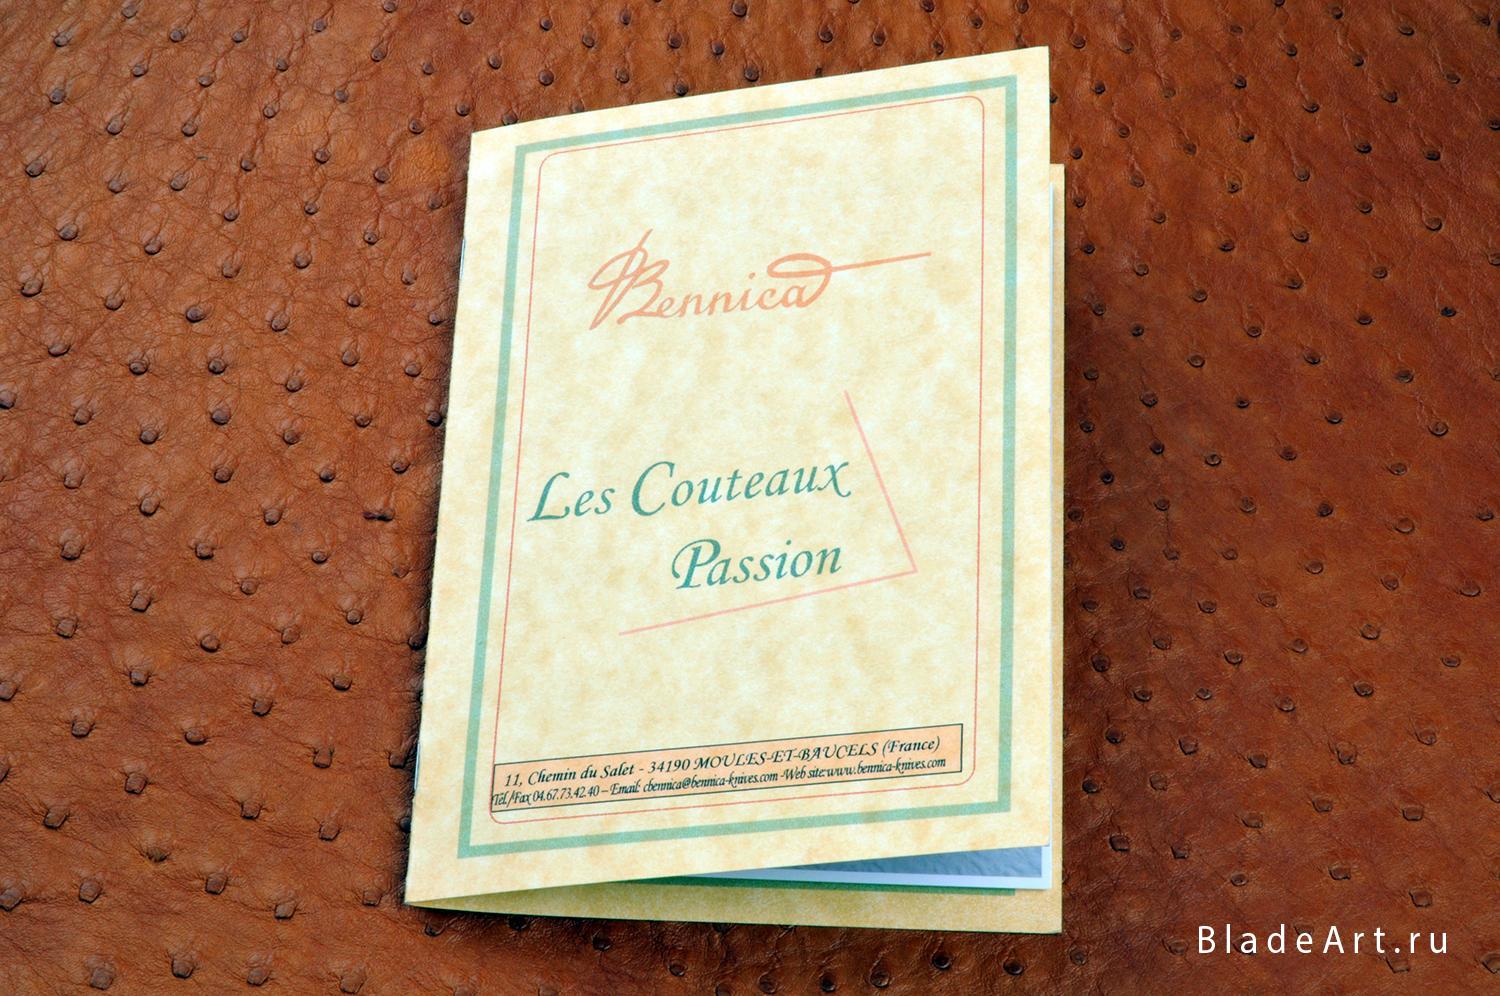 Bennica
Les Couteaux
Passion
11, Chemin du Salet - 34190 MOULES-ET-BAUCELS (France)
Tél./Fax 04.67.73.42.40 – Email: cbennica@bennica-knives.com -Web site:www.bennica-knives.com
BladeArt.ru